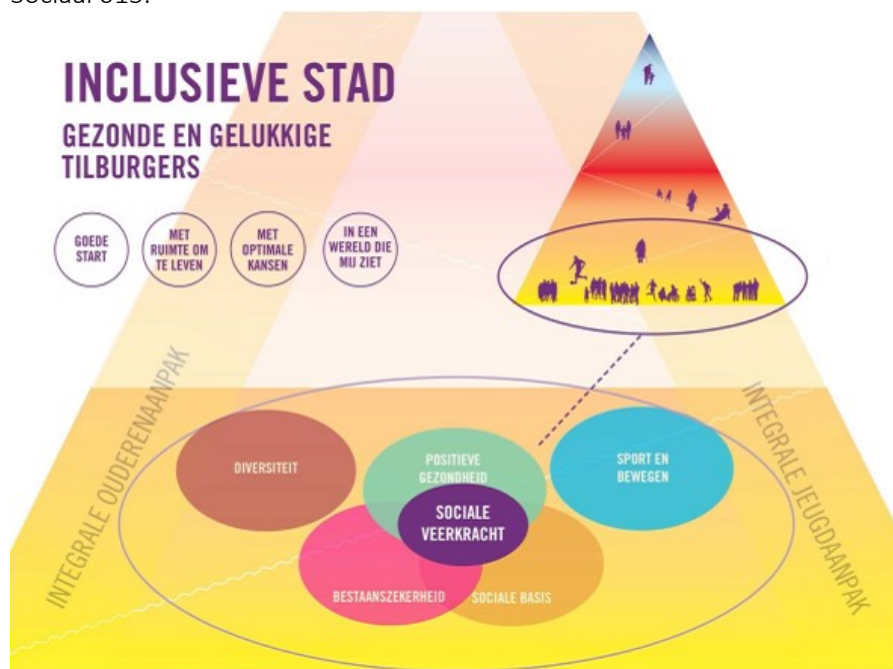 INCLUSIEVE STAD
GEZONDE EN GELUKKIGE
TILBURGERS
GOEDE
START
MET
RUIMTE OM
TE LEVEN
MET
OPTIMALE
KANSEN
IN EEN
WERELD DIE
MIJ ZIET
INTEGRALE OUDERENAANPAK
DIVERSITEIT
POSITIEVE
GEZONDHEID
SPORT EN
BEWEGEN
SOCIALE
VEERKRACHT
BESTAANSZEKERHEID
SOCIALE BASIS
INTEGRALE JEUGDAANPAK